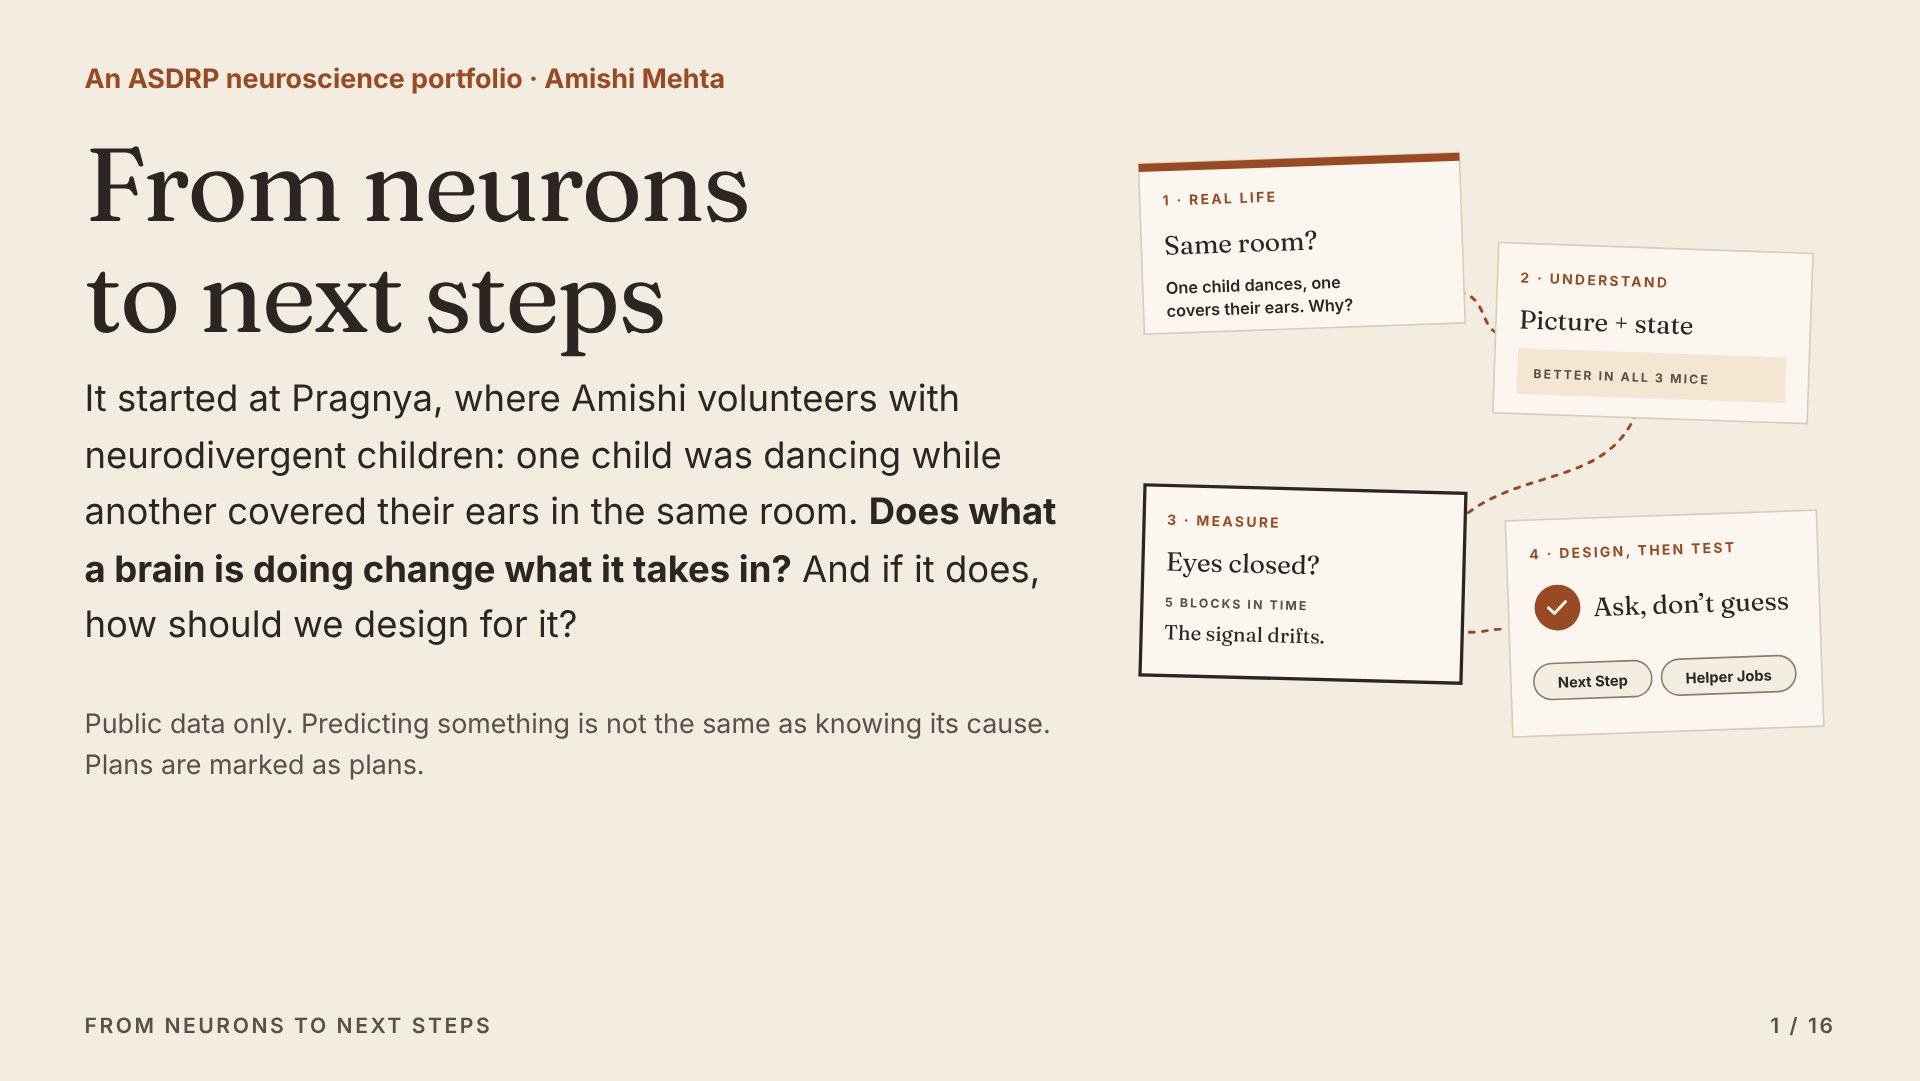 An ASDRP neuroscience portfolio · Amishi Mehta
From neurons
to next steps
It started at Pragnya, where Amishi volunteers with
neurodivergent children: one child was dancing while
another covered their ears in the same room. Does what
a brain is doing change what it takes in? And if it does,
how should we design for it?
Public data only. Predicting something is not the same as knowing its cause.
Plans are marked as plans.
1 · REAL LIFE
Same room?
One child dances, one
covers their ears. Why?
2 · UNDERSTAND
Picture + state
BETTER IN ALL 3 MICE
3 · MEASURE
Eyes closed?
5 BLOCKS IN TIME
The signal drifts.
4 · DESIGN, THEN TEST
Ask, don’t guess
Next Step
Helper Jobs
FROM NEURONS TO NEXT STEPS
1 / 16